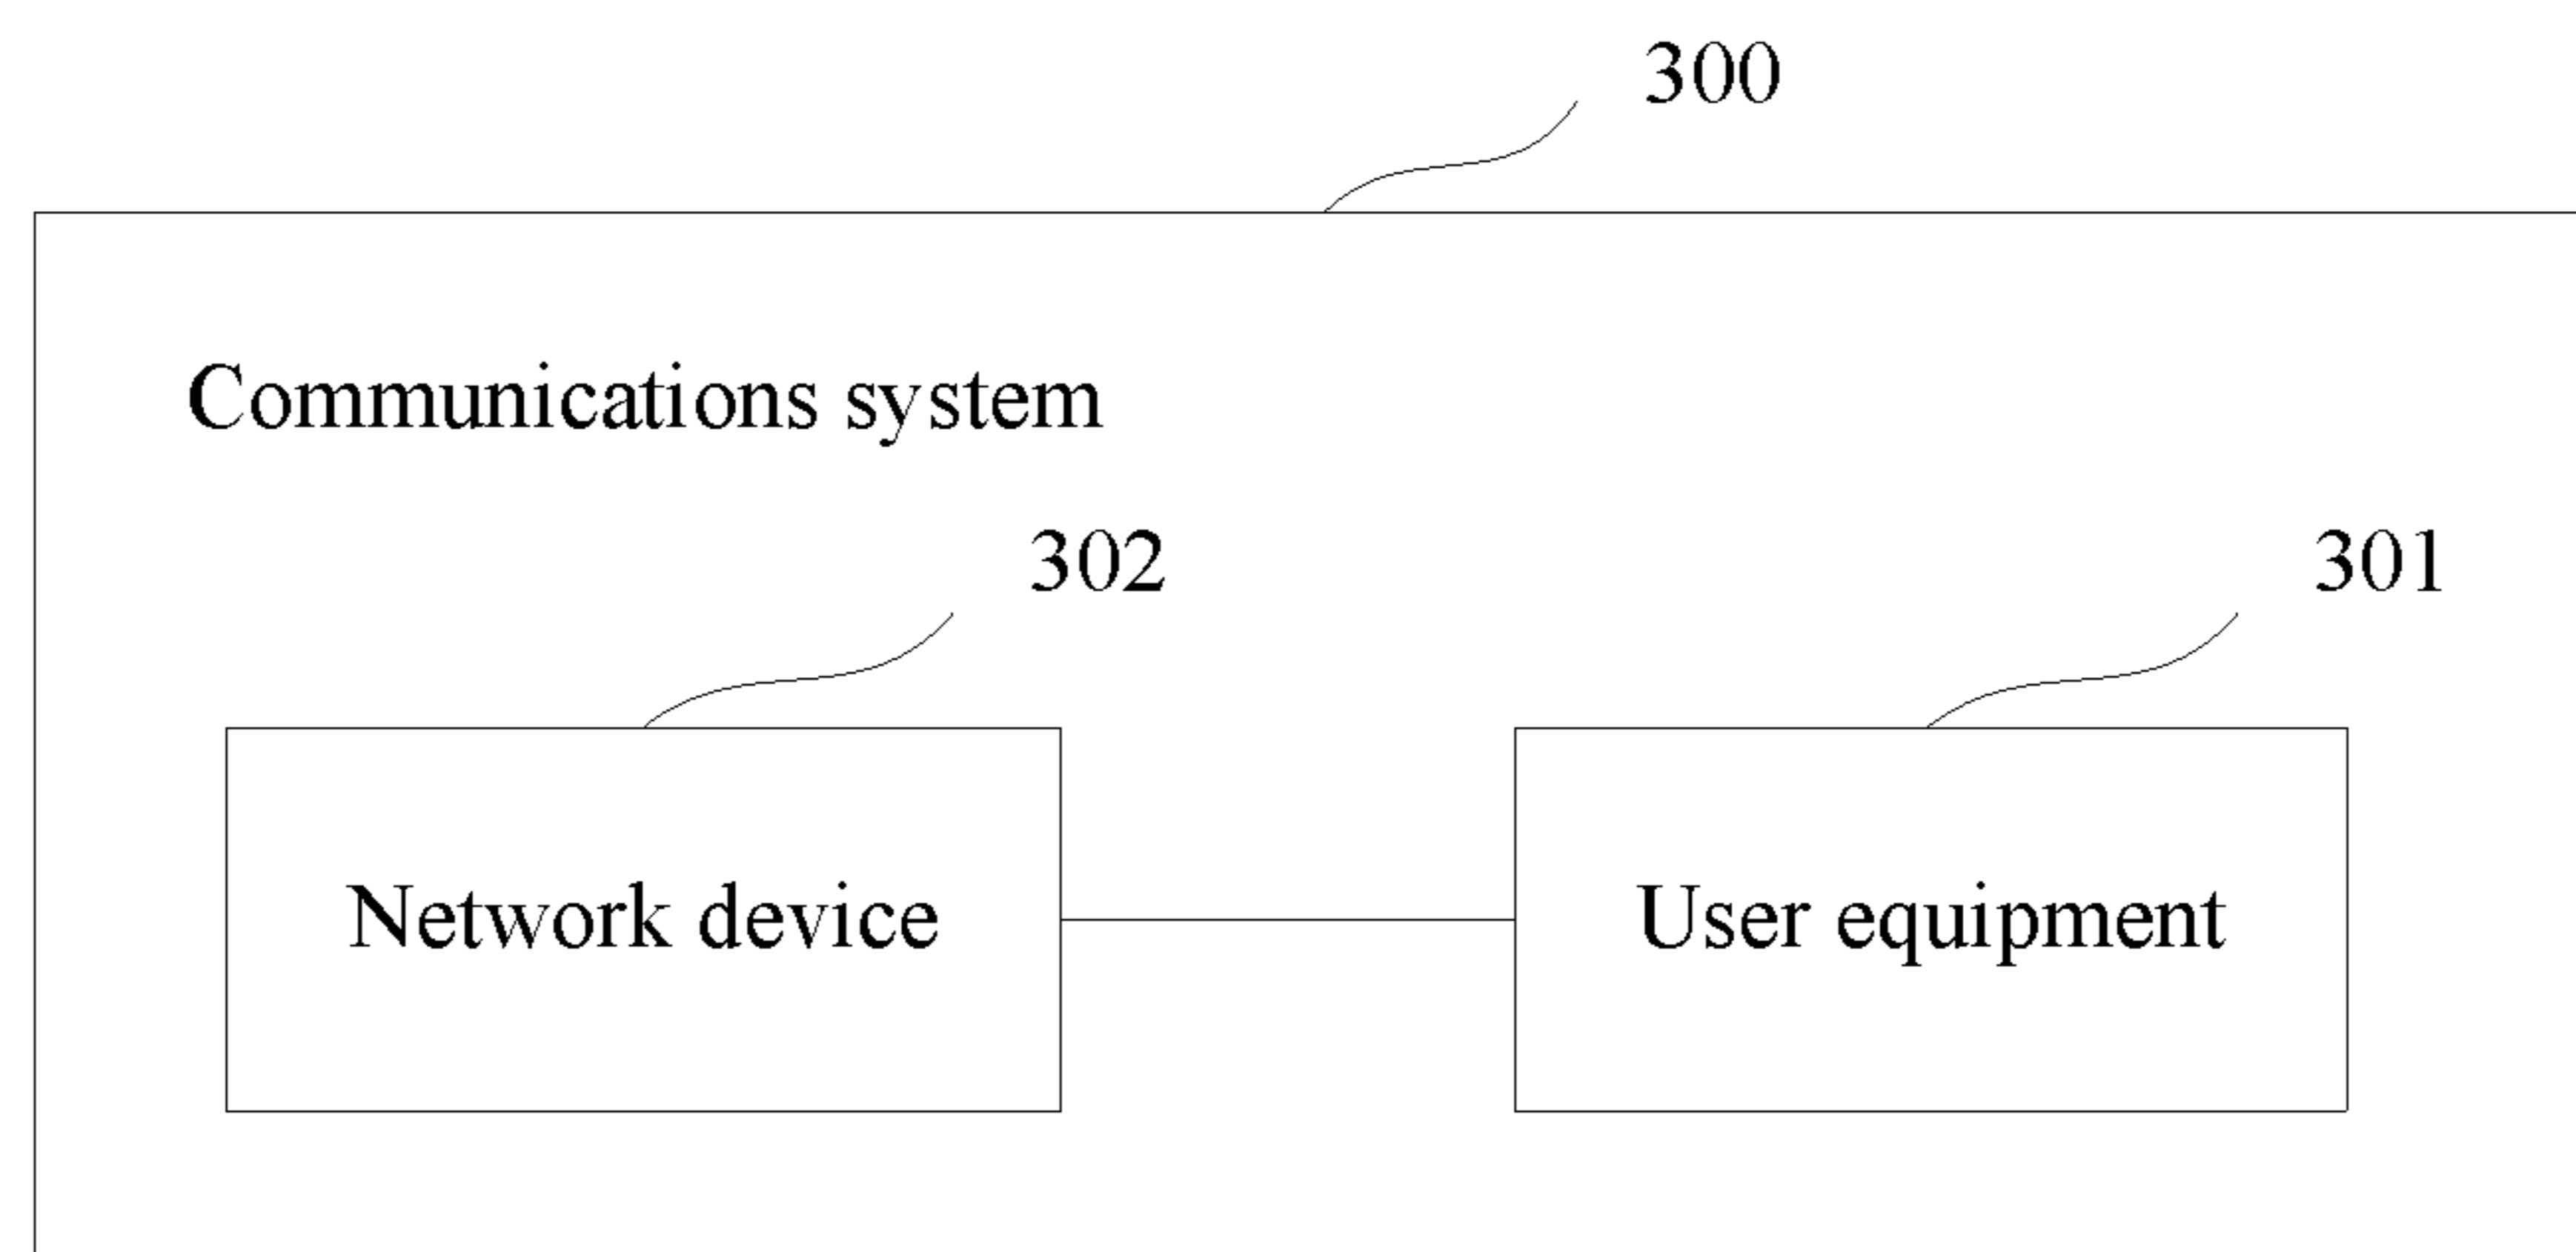 300
Communications system
302
301
Network device
User equipment